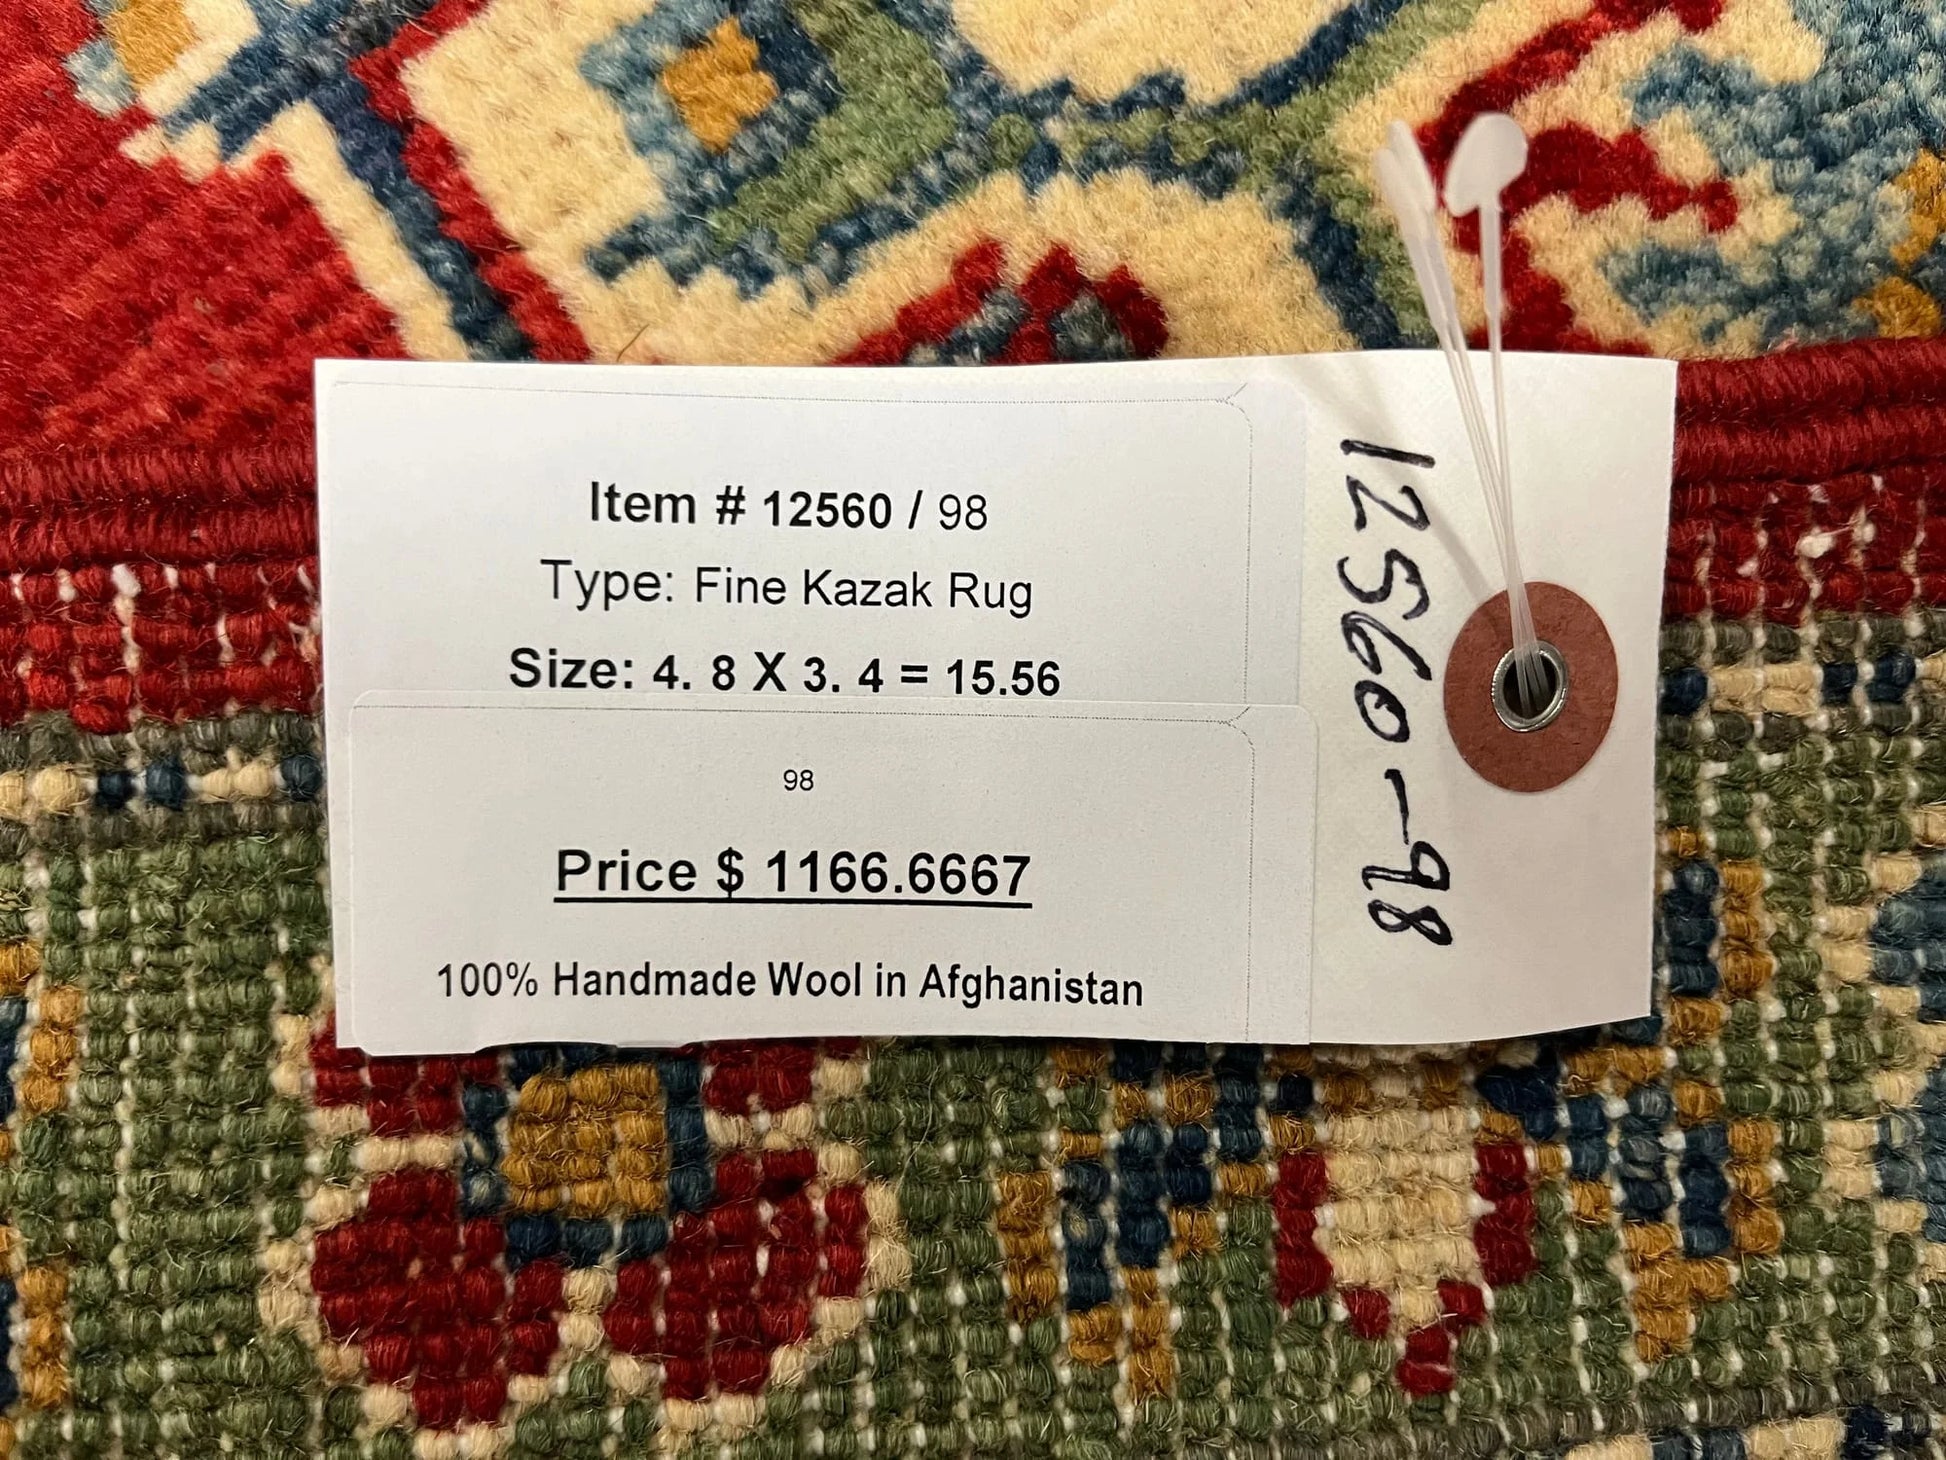 Item # 12560 / 98
Type: Fine Kazak Rug
Size: 4. 8 X 3. 4 = 15.56
98
Price $ 1166.6667
100% Handmade Wool in Afghanistan
12560-98